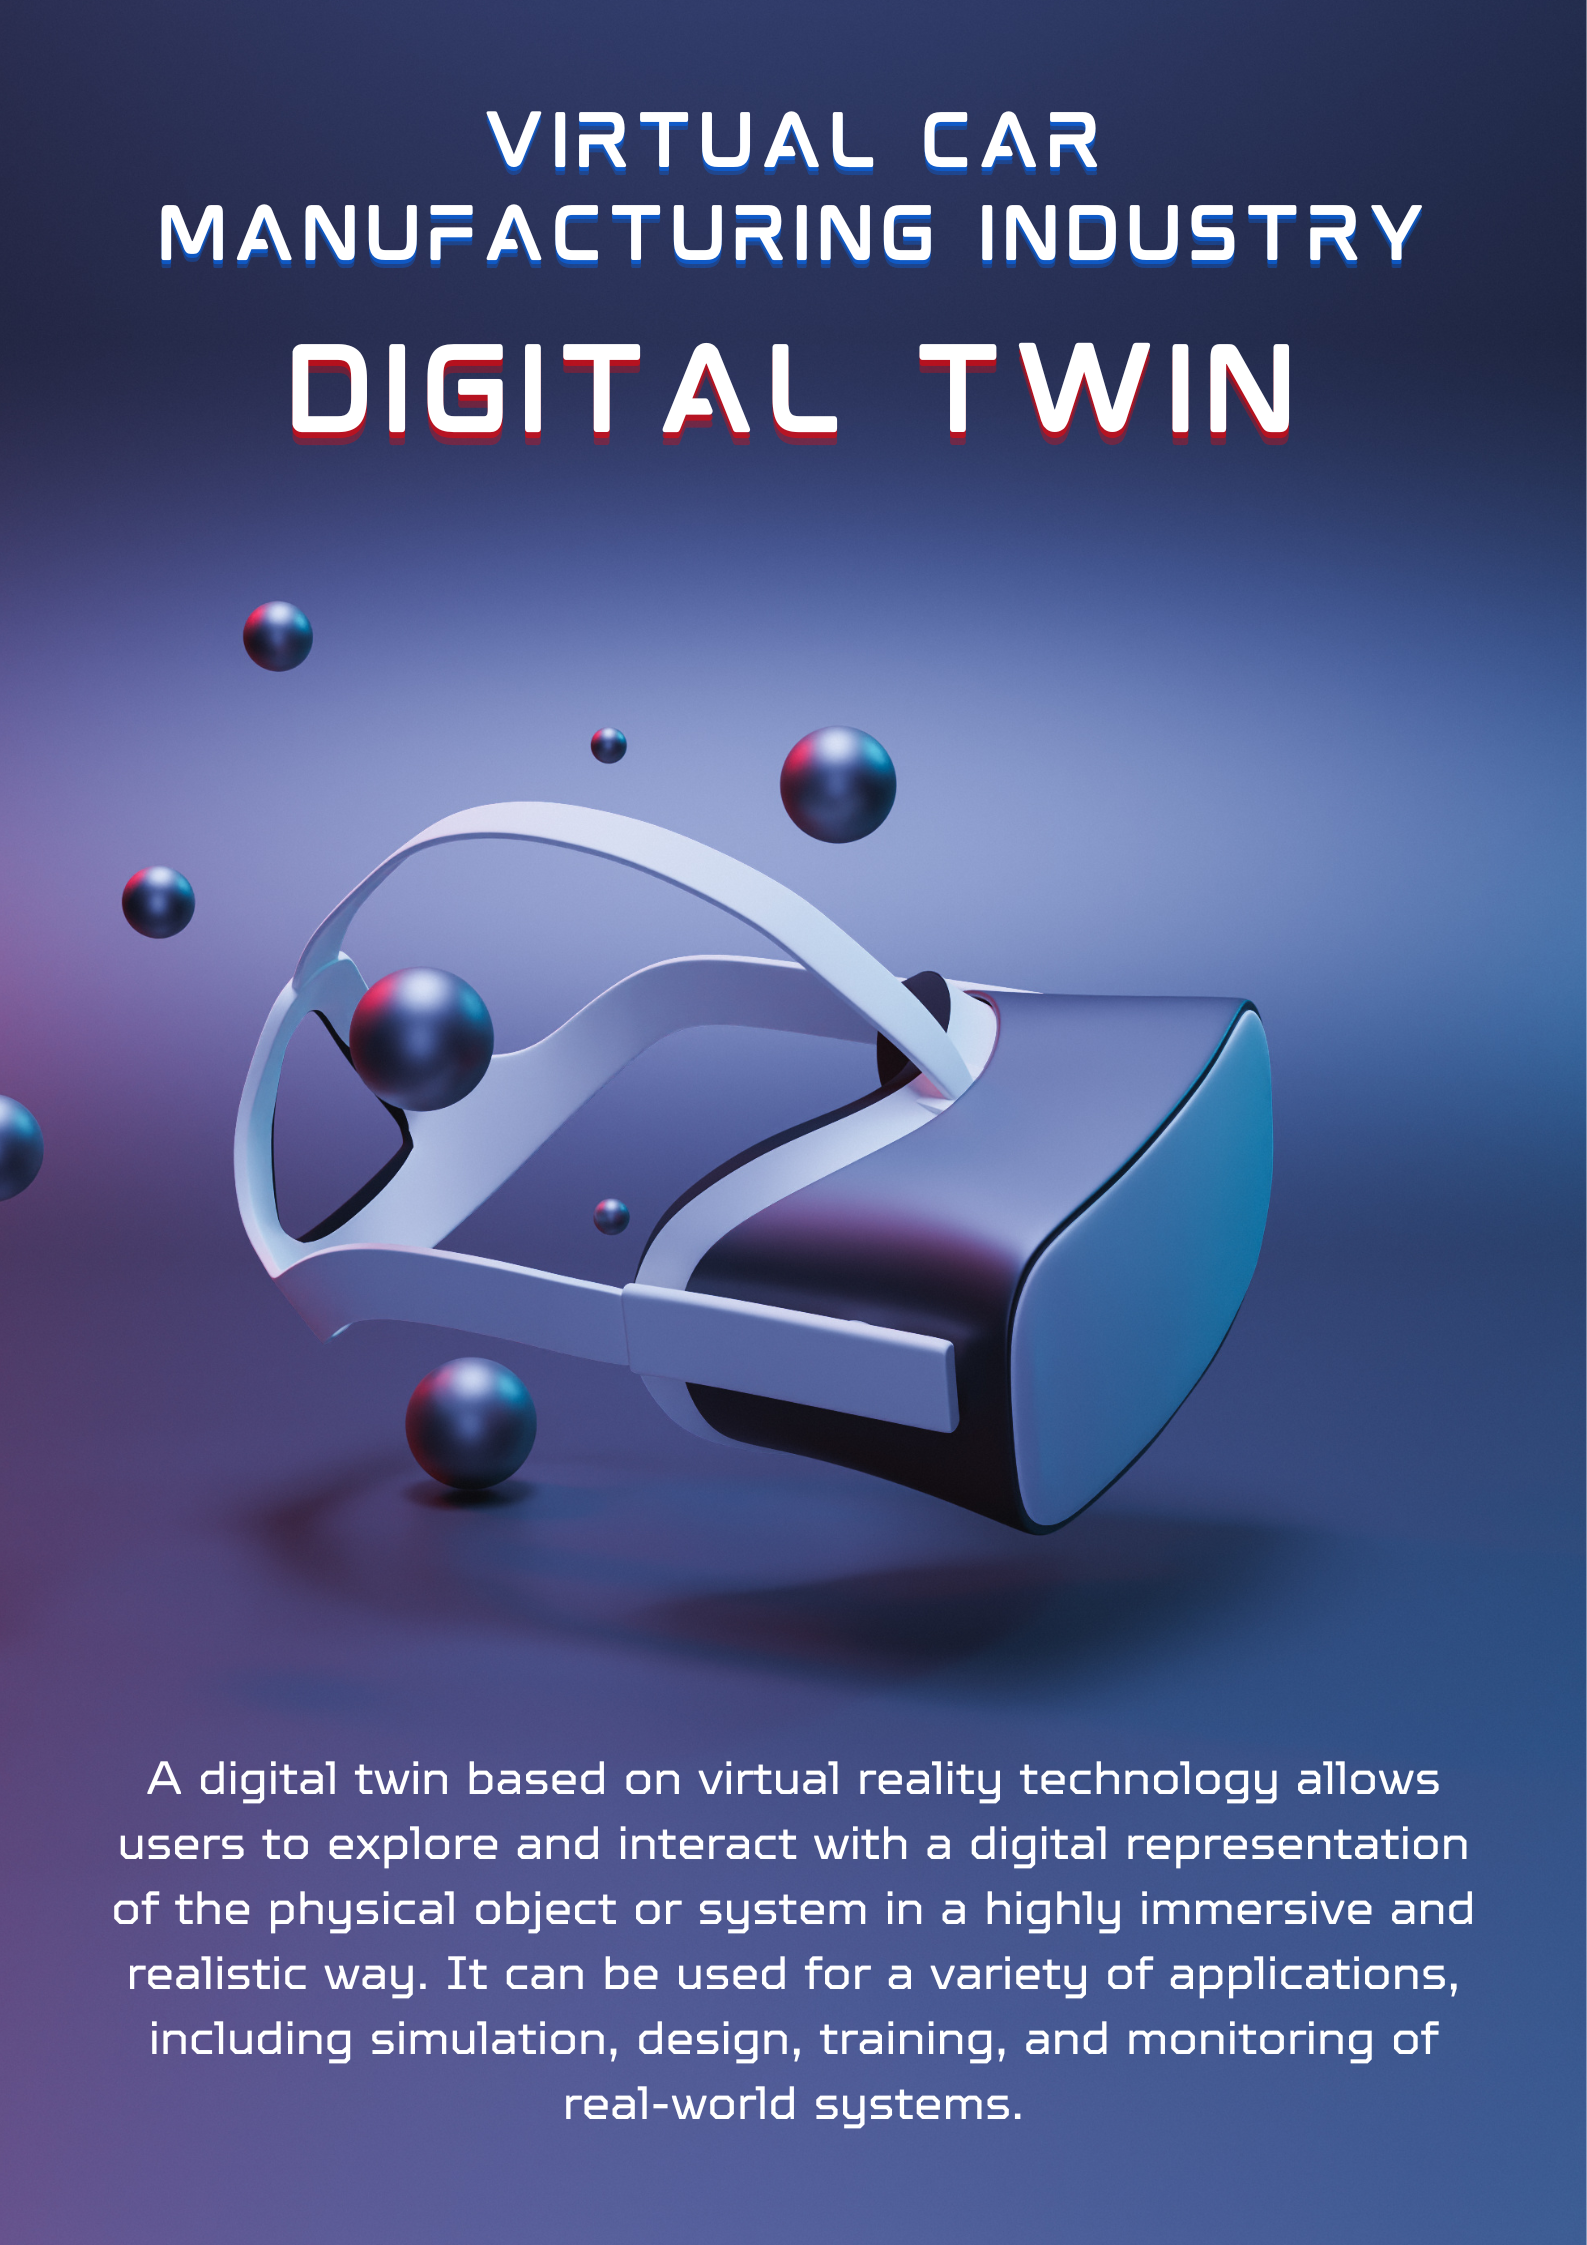 VIRTUAL CAR
MANUFACTURING INDUSTRY
DIGITAL TWIN
A digital twin based on virtual reality technology allows
users to explore and interact with a digital representation
of the physical object or system in a highly immersive and
realistic way. It can be used for a variety of applications,
including simulation, design, training, and monitoring of
real-world systems.